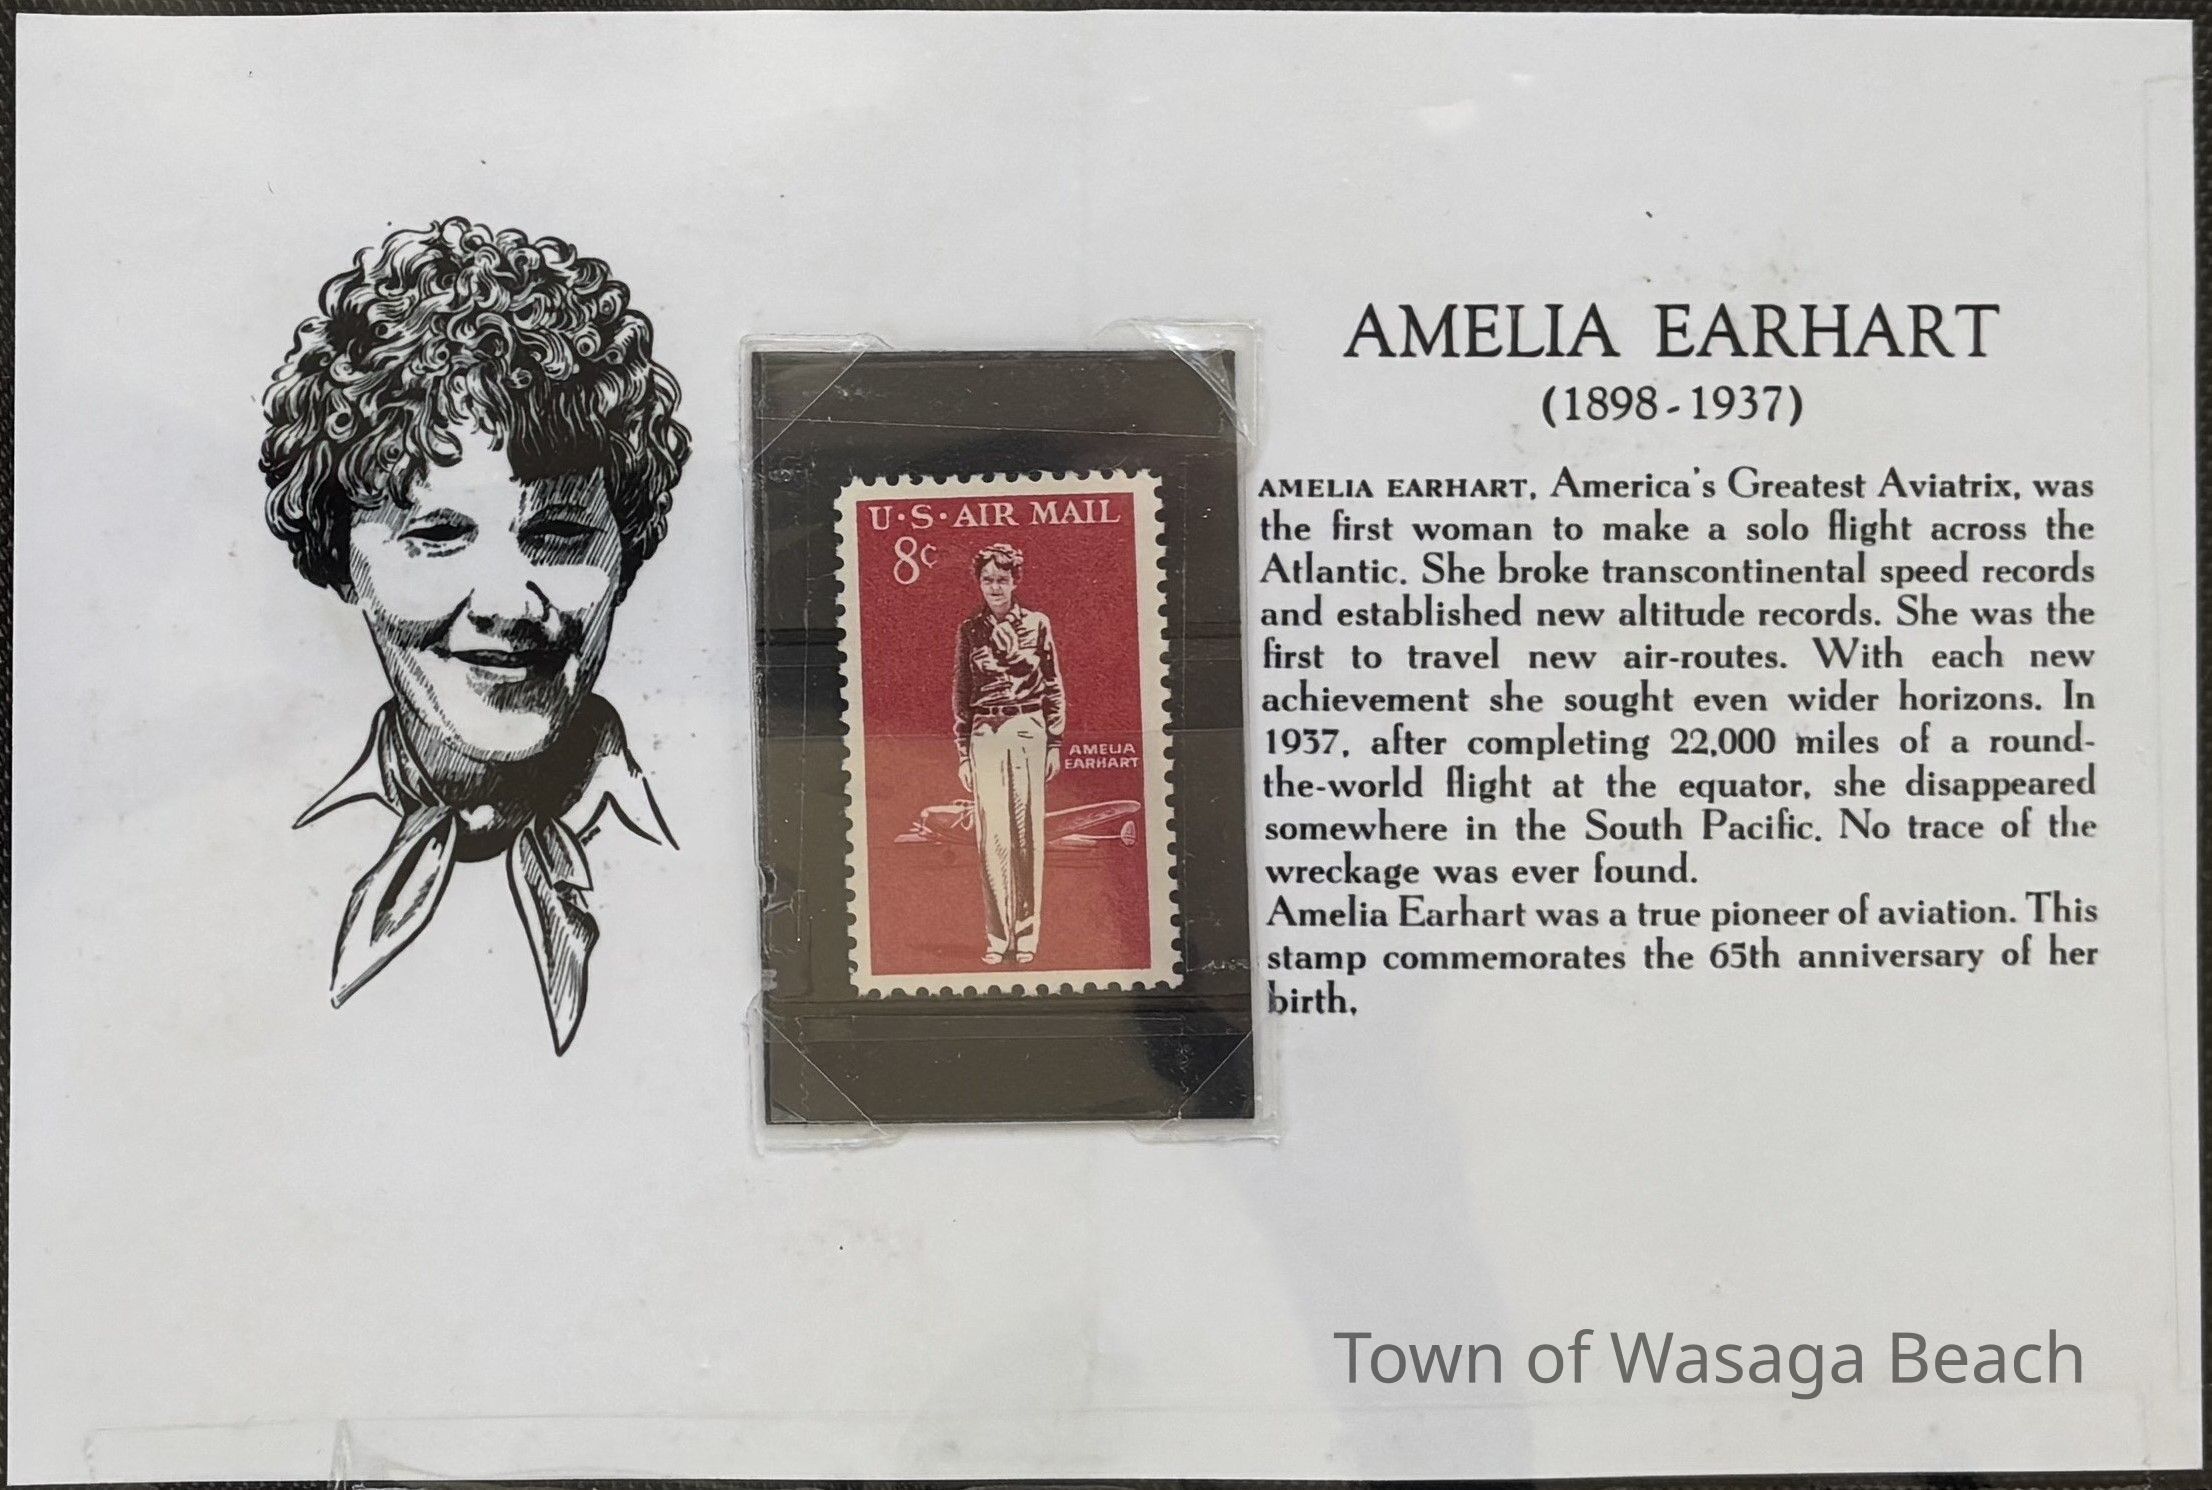 U·S·AIR MAIL
8¢
AMELIA
EARHART
AMELIA EARHART
(1898-1937)
AMELIA EARHART, America's Greatest Aviatrix, was
the first woman to make a solo flight across the
Atlantic. She broke transcontinental speed records
and established new altitude records. She was the
first to travel new air-routes. With each new
achievement she sought even wider horizons. In
1937, after completing 22,000 miles of a round-
the-world flight at the equator, she disappeared
somewhere in the South Pacific. No trace of the
wreckage was ever found.
Amelia Earhart was a true pioneer of aviation. This
stamp commemorates the 65th anniversary of her
birth.
Town of Wasaga Beach